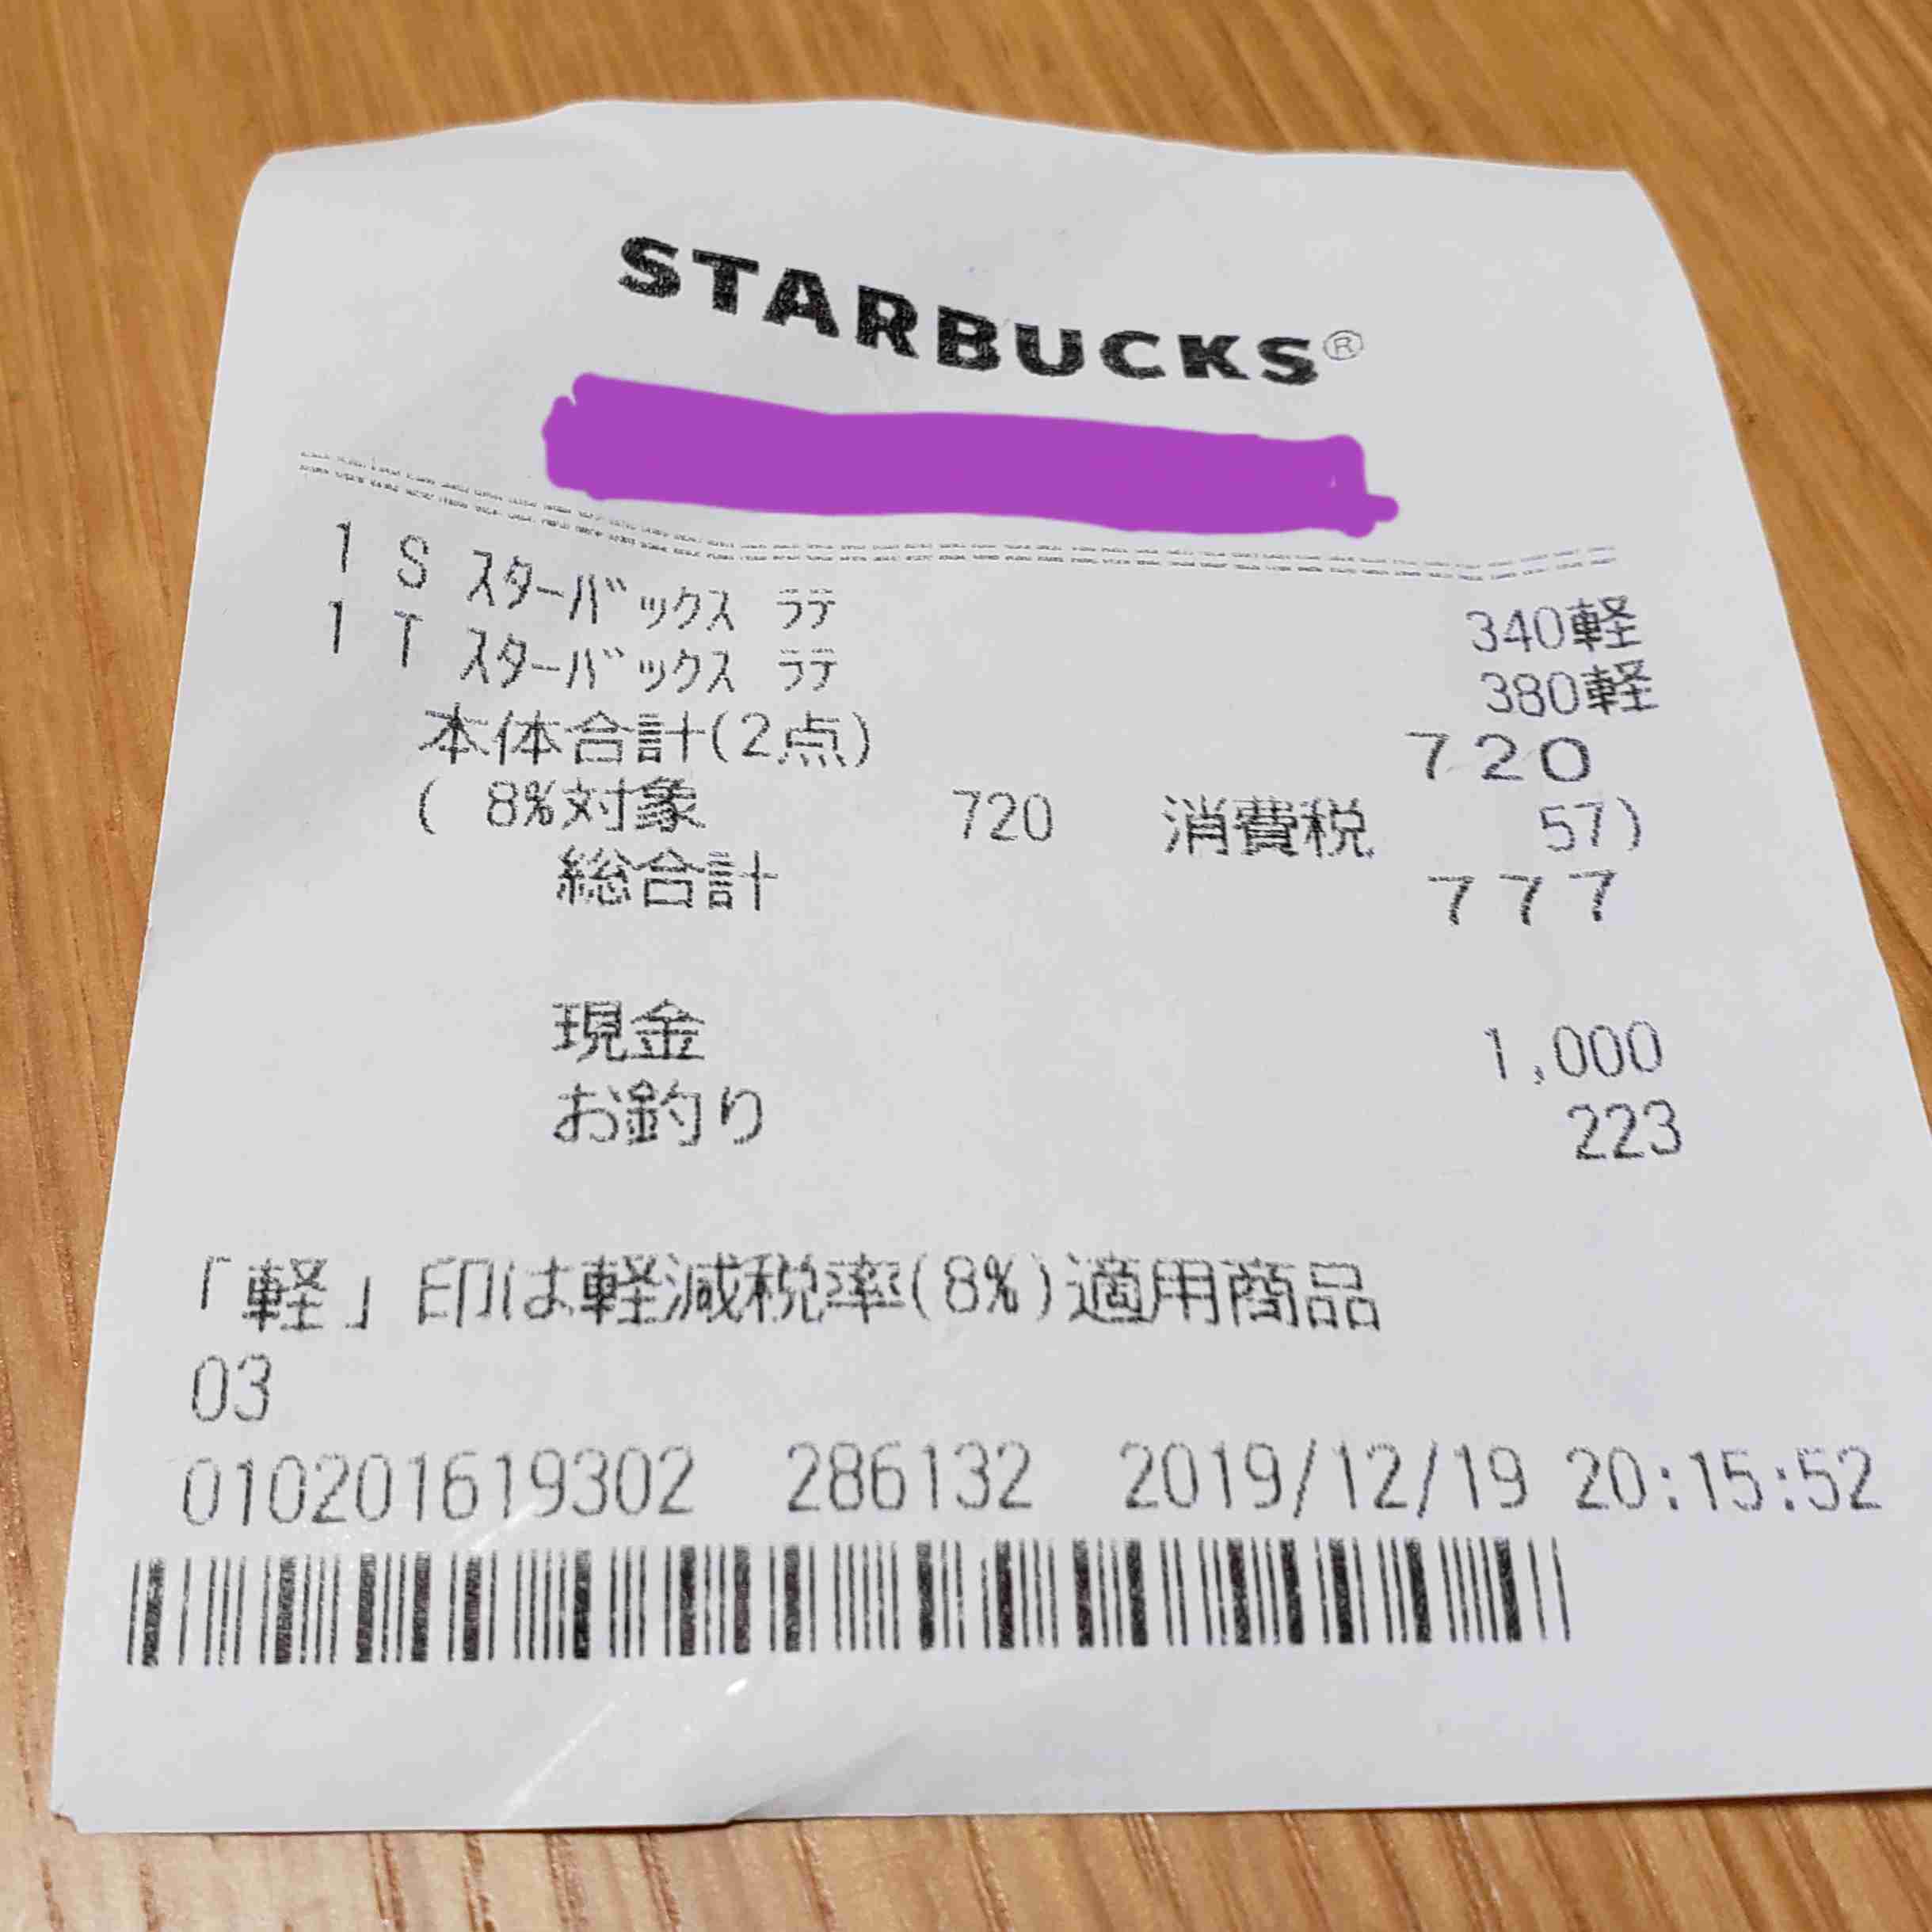 STARBUCKS®
1 S スターバックス ラテ 340軽
1 T スターバックス ラテ 380軽
本体合計(2点) 720
( 8%対象 720 消費税 57)
総合計 777
現金 1,000
お釣り 223
「軽」印は軽減税率(8%)適用商品
03
010201619302 286132 2019/12/19 20:15:52